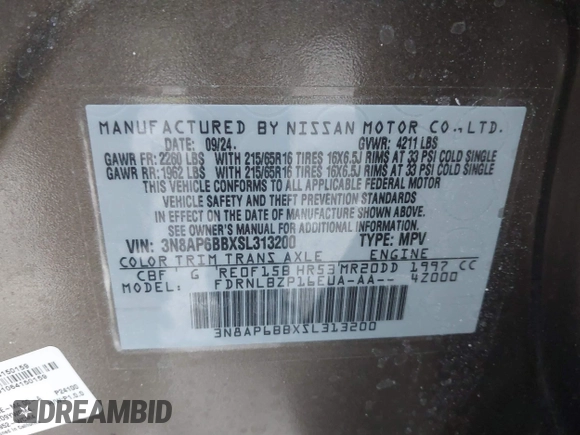 MANUFACTURED BY NISSAN MOTOR CO., LTD.
DATE: 09/24. GVWR: 4211 LBS
GAWR FR: 2260 LBS WITH 215/65R16 TIRES 16X6.5J RIMS AT 33 PSI COLD SINGLE
GAWR RR: 1962 LBS WITH 215/65R16 TIRES 16X6.5J RIMS AT 33 PSI COLD SINGLE
THIS VEHICLE CONFORMS TO ALL APPLICABLE FEDERAL MOTOR
VEHICLE SAFETY AND THEFT PREVENTION STANDARDS
IN EFFECT ON THE DATE OF MANUFACTURE SHOWN ABOVE.
SEE OWNER'S MANUAL FOR ADDITIONAL INFORMATION
VIN: 3N8AP6BBXSL313200 TYPE: MPV
COLOR TRIM TRANS AXLE ENGINE
CBF G RE0F15B HR53 MR20DD 1997 CC
MODEL: FDRNLBZP16EUA-AA-- 4Z000
3N8AP6BBXSL313200
150159
1064150159
P24100
DREAMBID